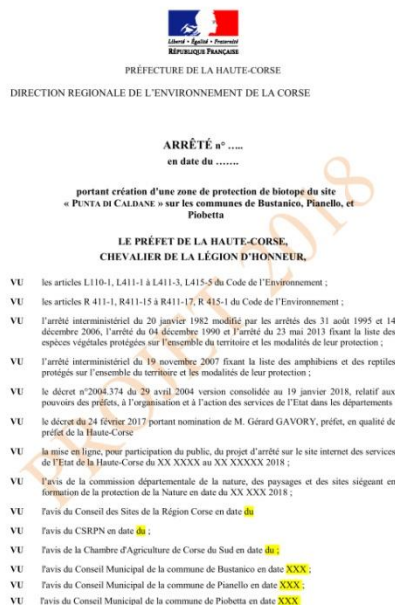 Liberté • Égalité • Fraternité
RÉPUBLIQUE FRANÇAISE
PRÉFECTURE DE LA HAUTE-CORSE
DIRECTION REGIONALE DE L'ENVIRONNEMENT DE LA CORSE
ARRÊTÉ n° .....
en date du .......
portant création d'une zone de protection de biotope du site
« PUNTA DI CALDANE » sur les communes de Bustanico, Pianello, et
Piobetta
LE PRÉFET DE LA HAUTE-CORSE,
CHEVALIER DE LA LÉGION D'HONNEUR,
VU les articles L110-1, L411-1 à L411-3, L415-5 du Code de l'Environnement ;
VU les articles R 411-1, R411-15 à R411-17, R 415-1 du Code de l'Environnement ;
VU l'arrêté interministériel du 20 janvier 1982 modifié par les arrêtés des 31 août 1995 et 14
décembre 2006, l'arrêté du 04 décembre 1990 et l'arrêté du 23 mai 2013 fixant la liste des
espèces végétales protégées sur l'ensemble du territoire et les modalités de leur protection ;
VU l'arrêté interministériel du 19 novembre 2007 fixant la liste des amphibiens et des reptiles
protégés sur l'ensemble du territoire et les modalités de leur protection ;
VU le décret n°2004.374 du 29 avril 2004 version consolidée au 19 janvier 2018, relatif aux
pouvoirs des préfets, à l'organisation et à l'action des services de l'Etat dans les départements
VU le décret du 24 février 2017 portant nomination de M. Gérard GAVORY, préfet, en qualité de
préfet de la Haute-Corse
VU la mise en ligne, pour participation du public, du projet d'arrêté sur le site internet des services
de l'Etat de la Haute-Corse du XX XXXX au XX XXXXX 2018 ;
VU l'avis de la commission départementale de la nature, des paysages et des sites siégeant en
formation de la protection de la Nature en date du XX XXX 2018 ;
VU l'avis du Conseil des Sites de la Région Corse en date du
VU l'avis du CSRPN en date du ;
VU l'avis de la Chambre d'Agriculture de Corse du Sud en date du ;
VU l'avis du Conseil Municipal de la commune de Bustanico en date XXX ;
VU l'avis du Conseil Municipal de la commune de Pianello en date XXX ;
VU l'avis du Conseil Municipal de la commune de Piobetta en date XXX
PROJET 2018